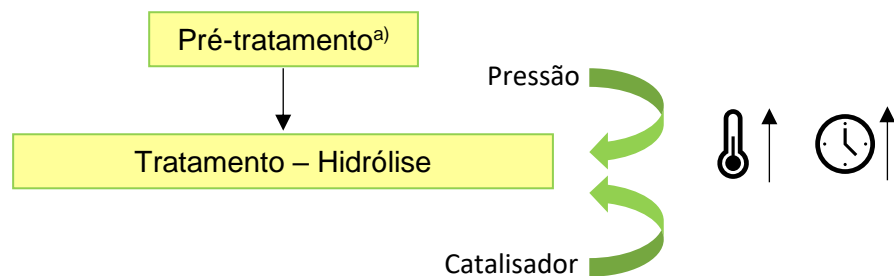 Pré-tratamentoᵃ⁾
Pressão
Tratamento – Hidrólise
Catalisador